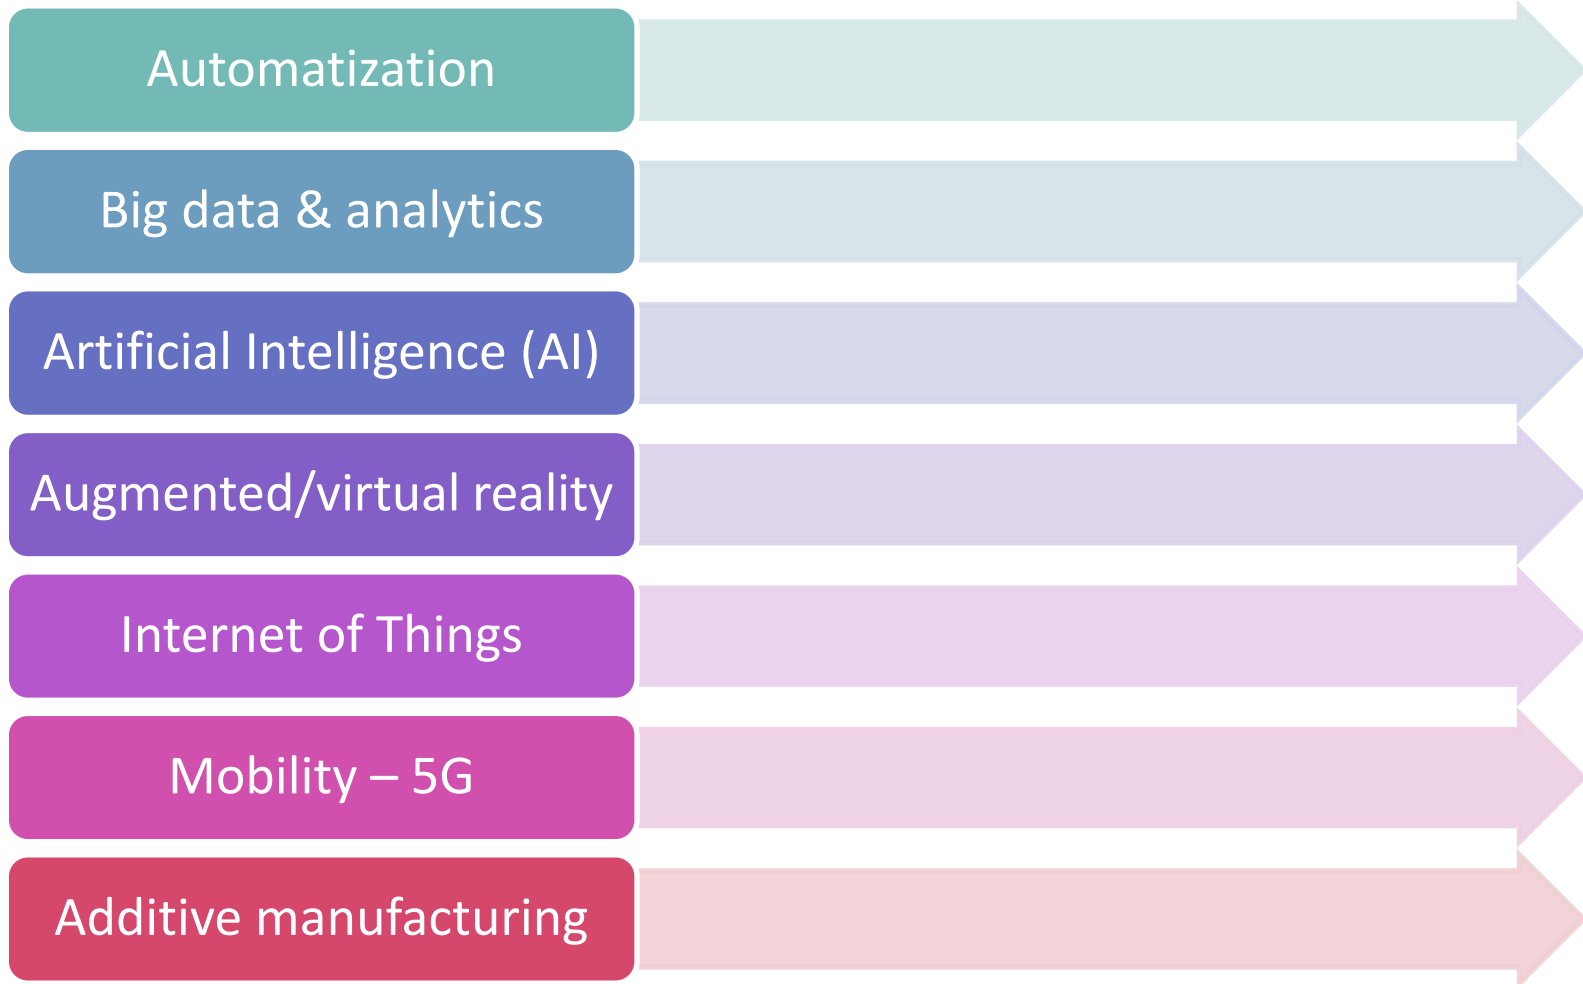 Automatization
Big data & analytics
Artificial Intelligence (AI)
Augmented/virtual reality
Internet of Things
Mobility – 5G
Additive manufacturing